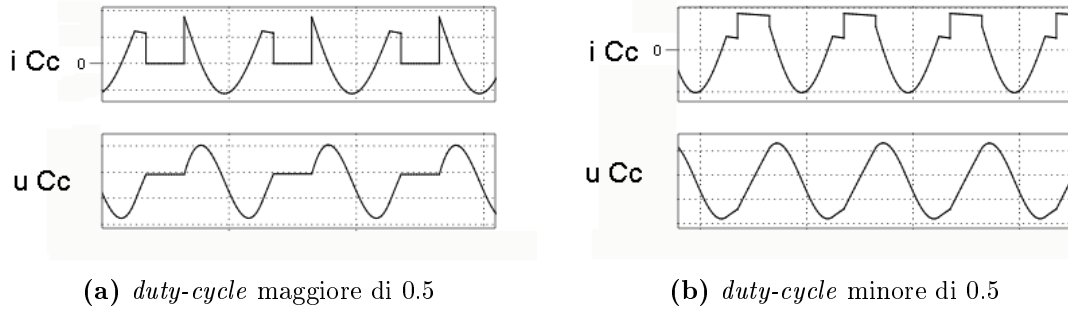 i Cc
0
u Cc
(a) duty-cycle maggiore di 0.5
i Cc
0
u Cc
(b) duty-cycle minore di 0.5